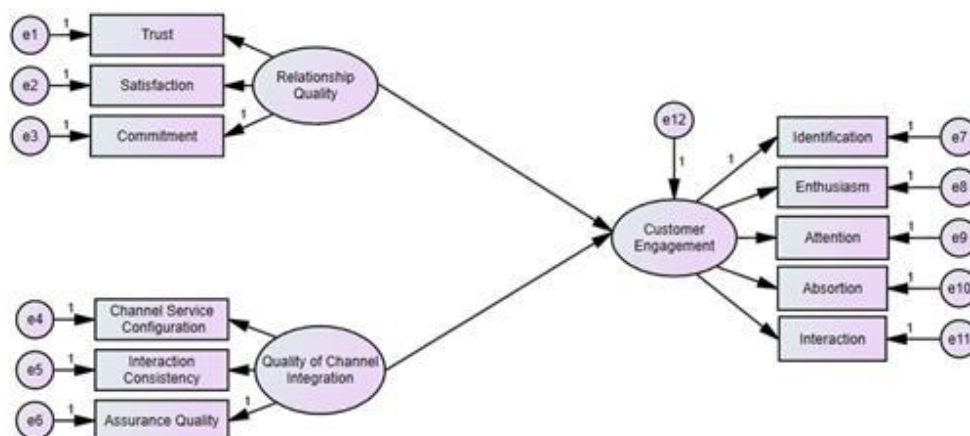 e1
1
Trust
e2
1
Satisfaction
e3
1
Commitment
1
Relationship
Quality
e4
1
Channel Service
Configuration
e5
1
Interaction
Consistency
e6
1
Assurance Quality
1
Quality of Channel
Integration
e12
1
Customer
Engagement
1
Identification
1
e7
Enthusiasm
1
e8
Attention
1
e9
Absortion
1
e10
Interaction
1
e11